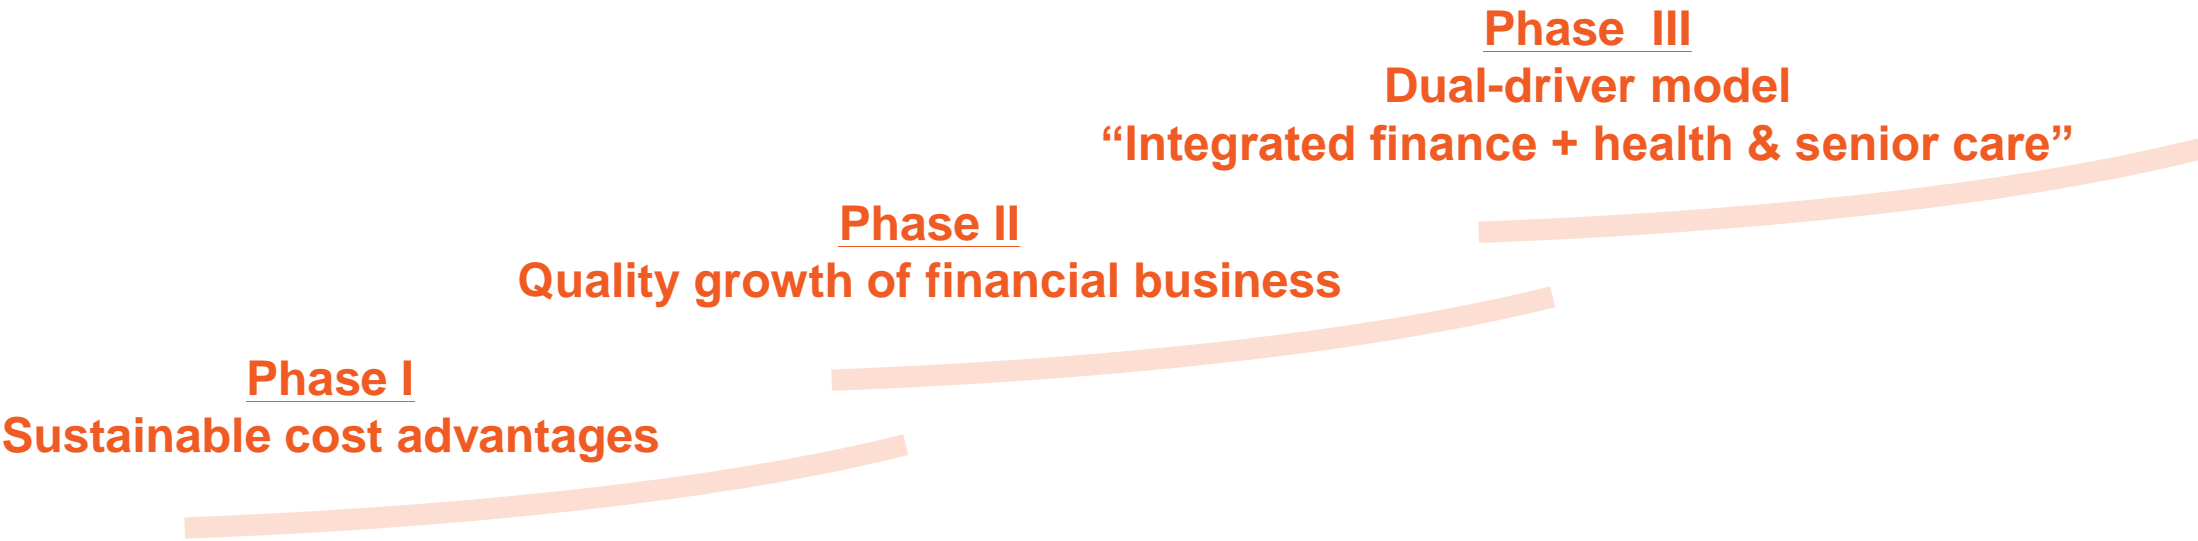 Phase III
Dual-driver model
“Integrated finance + health & senior care”
Phase II
Quality growth of financial business
Phase I
Sustainable cost advantages